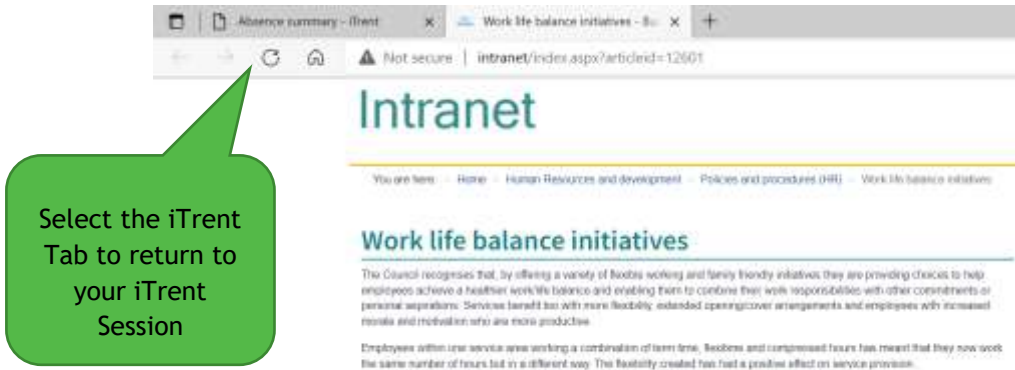 Absence summary - iTrent
Work life balance initiatives - B
Not secure | intranet/index.aspx?articleid=12601
Intranet
You are here: Home Human Resources and development Policies and procedures (HR) Work life balance initiatives
Work life balance initiatives
The Council recognises that, by offering a variety of flexible working and family friendly initiatives they are providing choices to help
employees achieve a healthier work/life balance and enabling them to combine their work responsibilities with other commitments or
personal aspirations. Services benefit too with more flexibility, extended opening/cover arrangements and employees with increased
morale and motivation who are more productive.
Employees within one service area working a combination of term time, flexitime and compressed hours has meant that they now work
the same number of hours but in a different way. The flexibility created has had a positive effect on service provision.
Select the iTrent
Tab to return to
your iTrent
Session